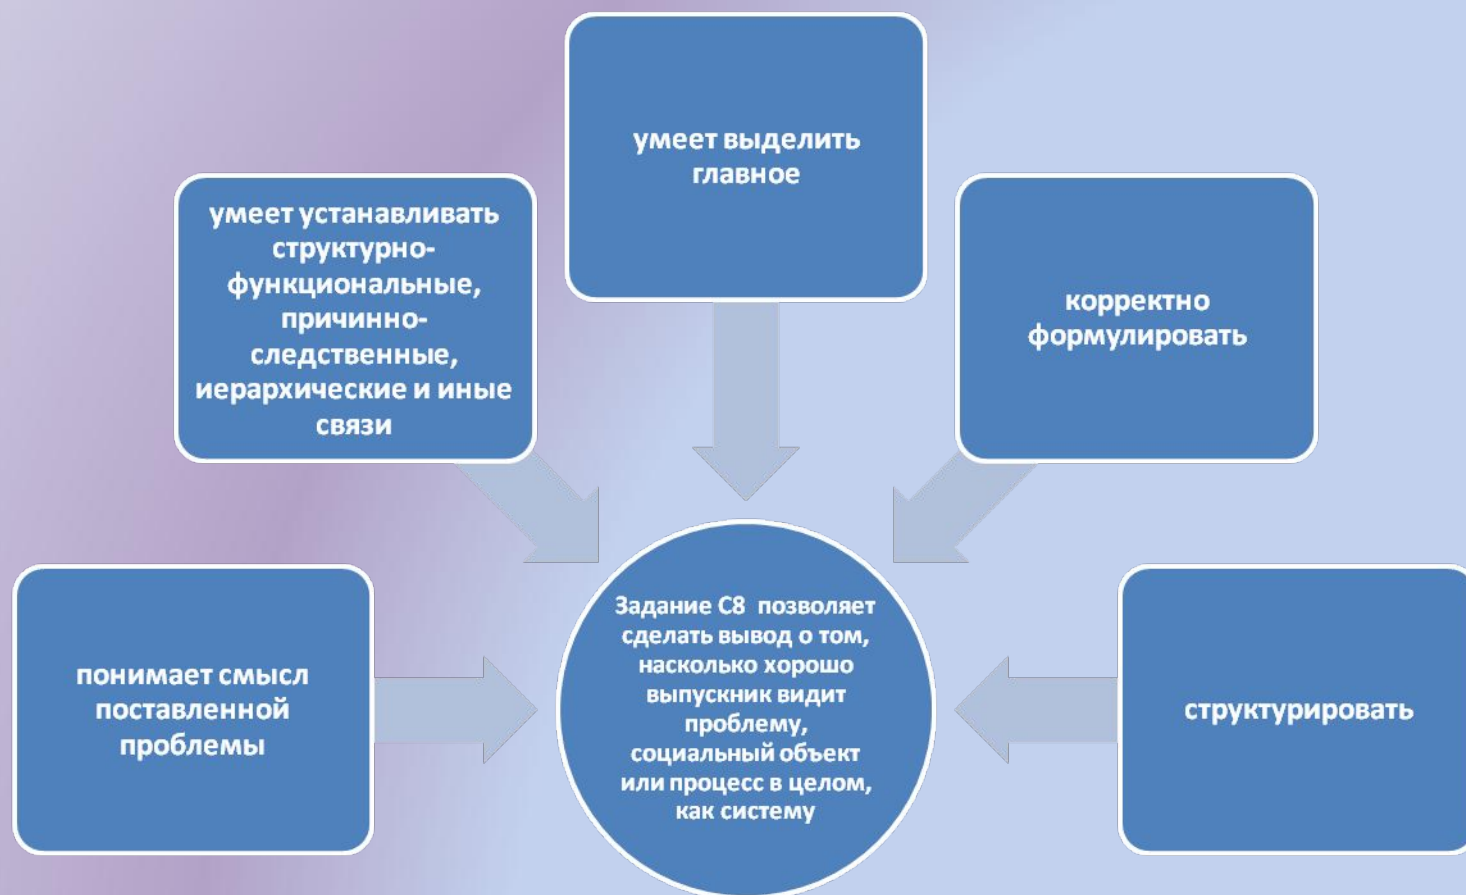 умеет выделить
главное
умеет устанавливать
структурно-
функциональные,
причинно-
следственные,
иерархические и иные
связи
корректно
формулировать
понимает смысл
поставленной
проблемы
Задание С8 позволяет
сделать вывод о том,
насколько хорошо
выпускник видит
проблему,
социальный объект
или процесс в целом,
как систему
структурировать